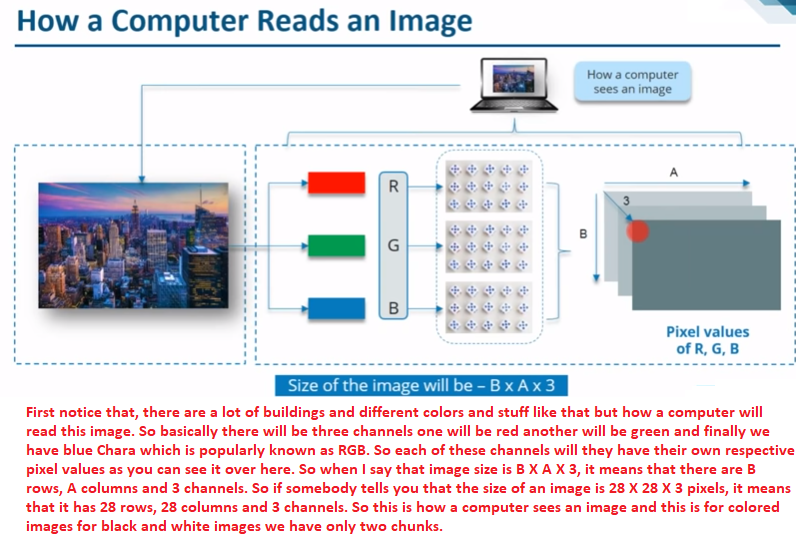 How a Computer Reads an Image
How a computer
sees an image
R
G
B
A
3
B
Pixel values
of R, G, B
Size of the image will be – B x A x 3
First notice that, there are a lot of buildings and different colors and stuff like that but how a computer will
read this image. So basically there will be three channels one will be red another will be green and finally we
have blue Chara which is popularly known as RGB. So each of these channels will they have their own respective
pixel values as you can see it over here. So when I say that image size is B X A X 3, it means that there are B
rows, A columns and 3 channels. So if somebody tells you that the size of an image is 28 X 28 X 3 pixels, it means
that it has 28 rows, 28 columns and 3 channels. So this is how a computer sees an image and this is for colored
images for black and white images we have only two chunks.